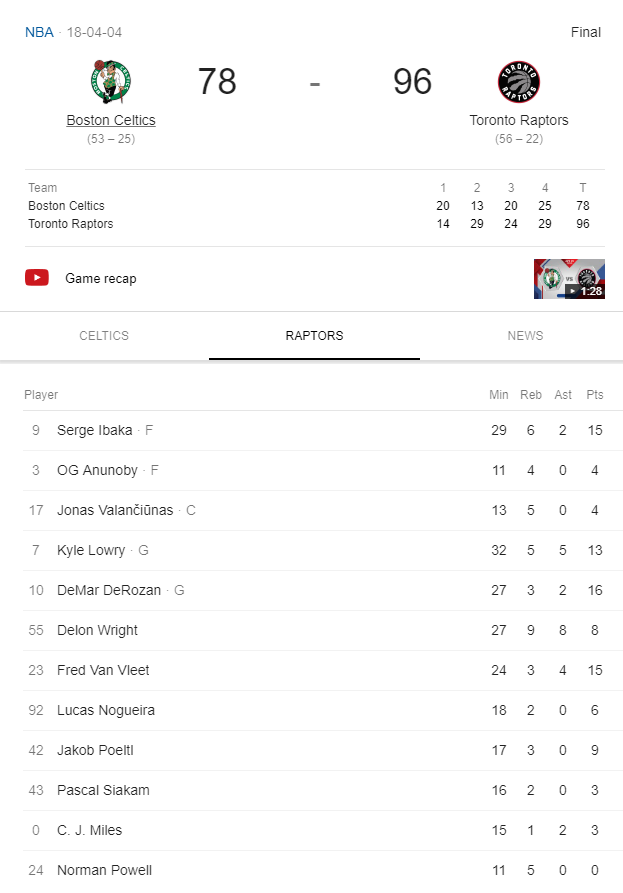 NBA · 18-04-04 Final
78 - 96
TORONTO RAPTORS
Boston Celtics Toronto Raptors
(53 – 25) (56 – 22)
Team 1 2 3 4 T
Boston Celtics 20 13 20 25 78
Toronto Raptors 14 29 24 29 96
Game recap
VS
1:28
CELTICS RAPTORS NEWS
Player Min Reb Ast Pts
9 Serge Ibaka · F 29 6 2 15
3 OG Anunoby · F 11 4 0 4
17 Jonas Valančiūnas · C 13 5 0 4
7 Kyle Lowry · G 32 5 5 13
10 DeMar DeRozan · G 27 3 2 16
55 Delon Wright 27 9 8 8
23 Fred Van Vleet 24 3 4 15
92 Lucas Nogueira 18 2 0 6
42 Jakob Poeltl 17 3 0 9
43 Pascal Siakam 16 2 0 3
0 C. J. Miles 15 1 2 3
24 Norman Powell 11 5 0 0